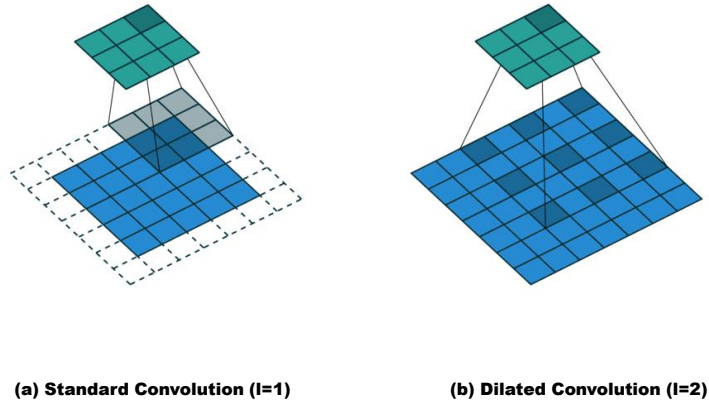 (a) Standard Convolution (l=1)
(b) Dilated Convolution (l=2)